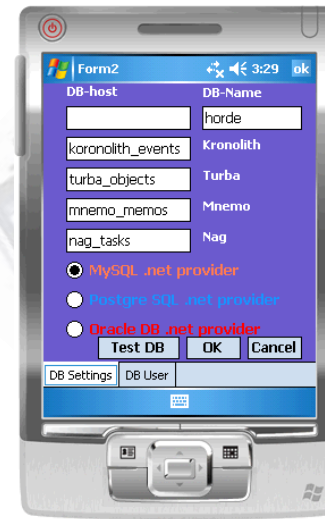 Form2 3:29 ok
DB-host DB-Name
horde
koronolith_events Kronolith
turba_objects Turba
mnemo_memos Mnemo
nag_tasks Nag
MySQL .net provider
Postgre SQL .net provider
Oracle DB .net provider
Test DB OK Cancel
DB Settings DB User